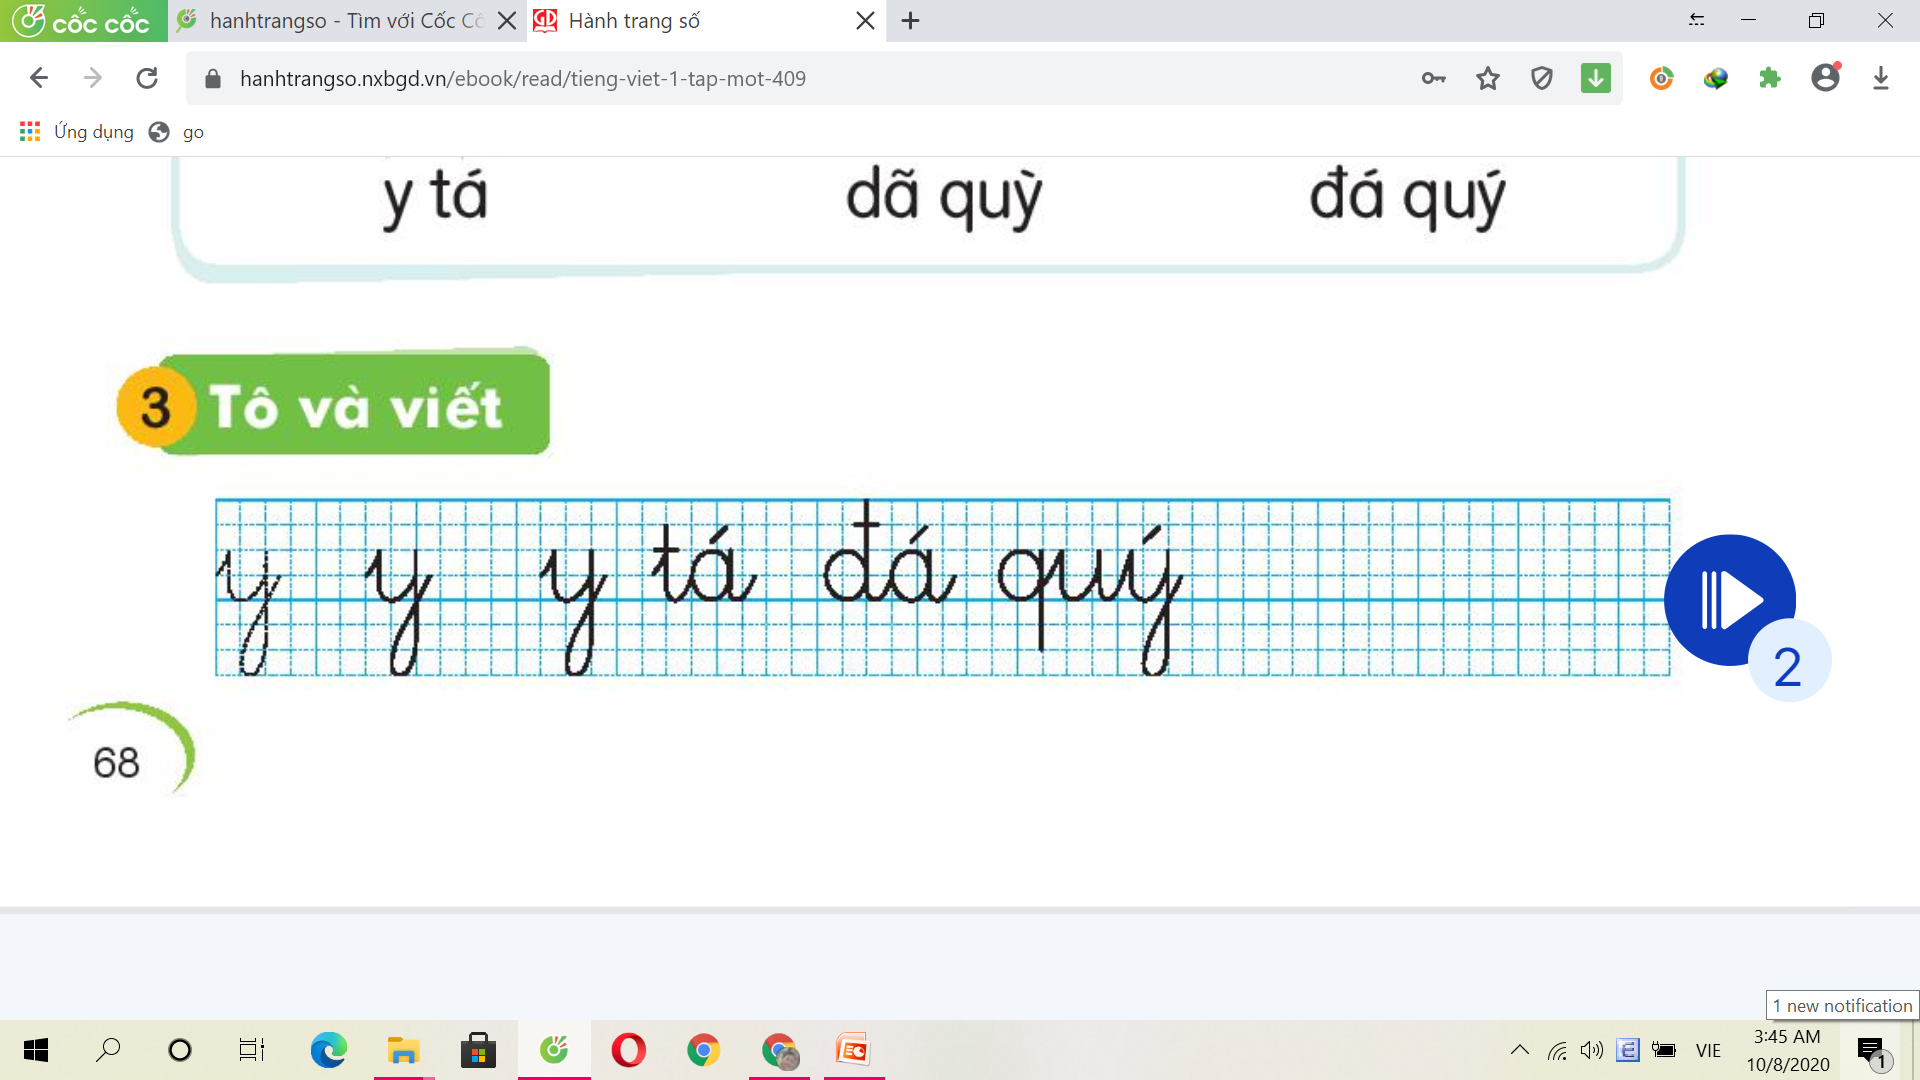 cốc cốc
hanhtrangso - Tìm với Cốc Cố
Hành trang số
hanhtrangso.nxbgd.vn/ebook/read/tieng-viet-1-tap-mot-409
Ứng dụng go
y tá dã quỳ đá quý
3 Tô và viết
y y y tá đá quý
2
68
1 new notification
VIE
3:45 AM
10/8/2020
1